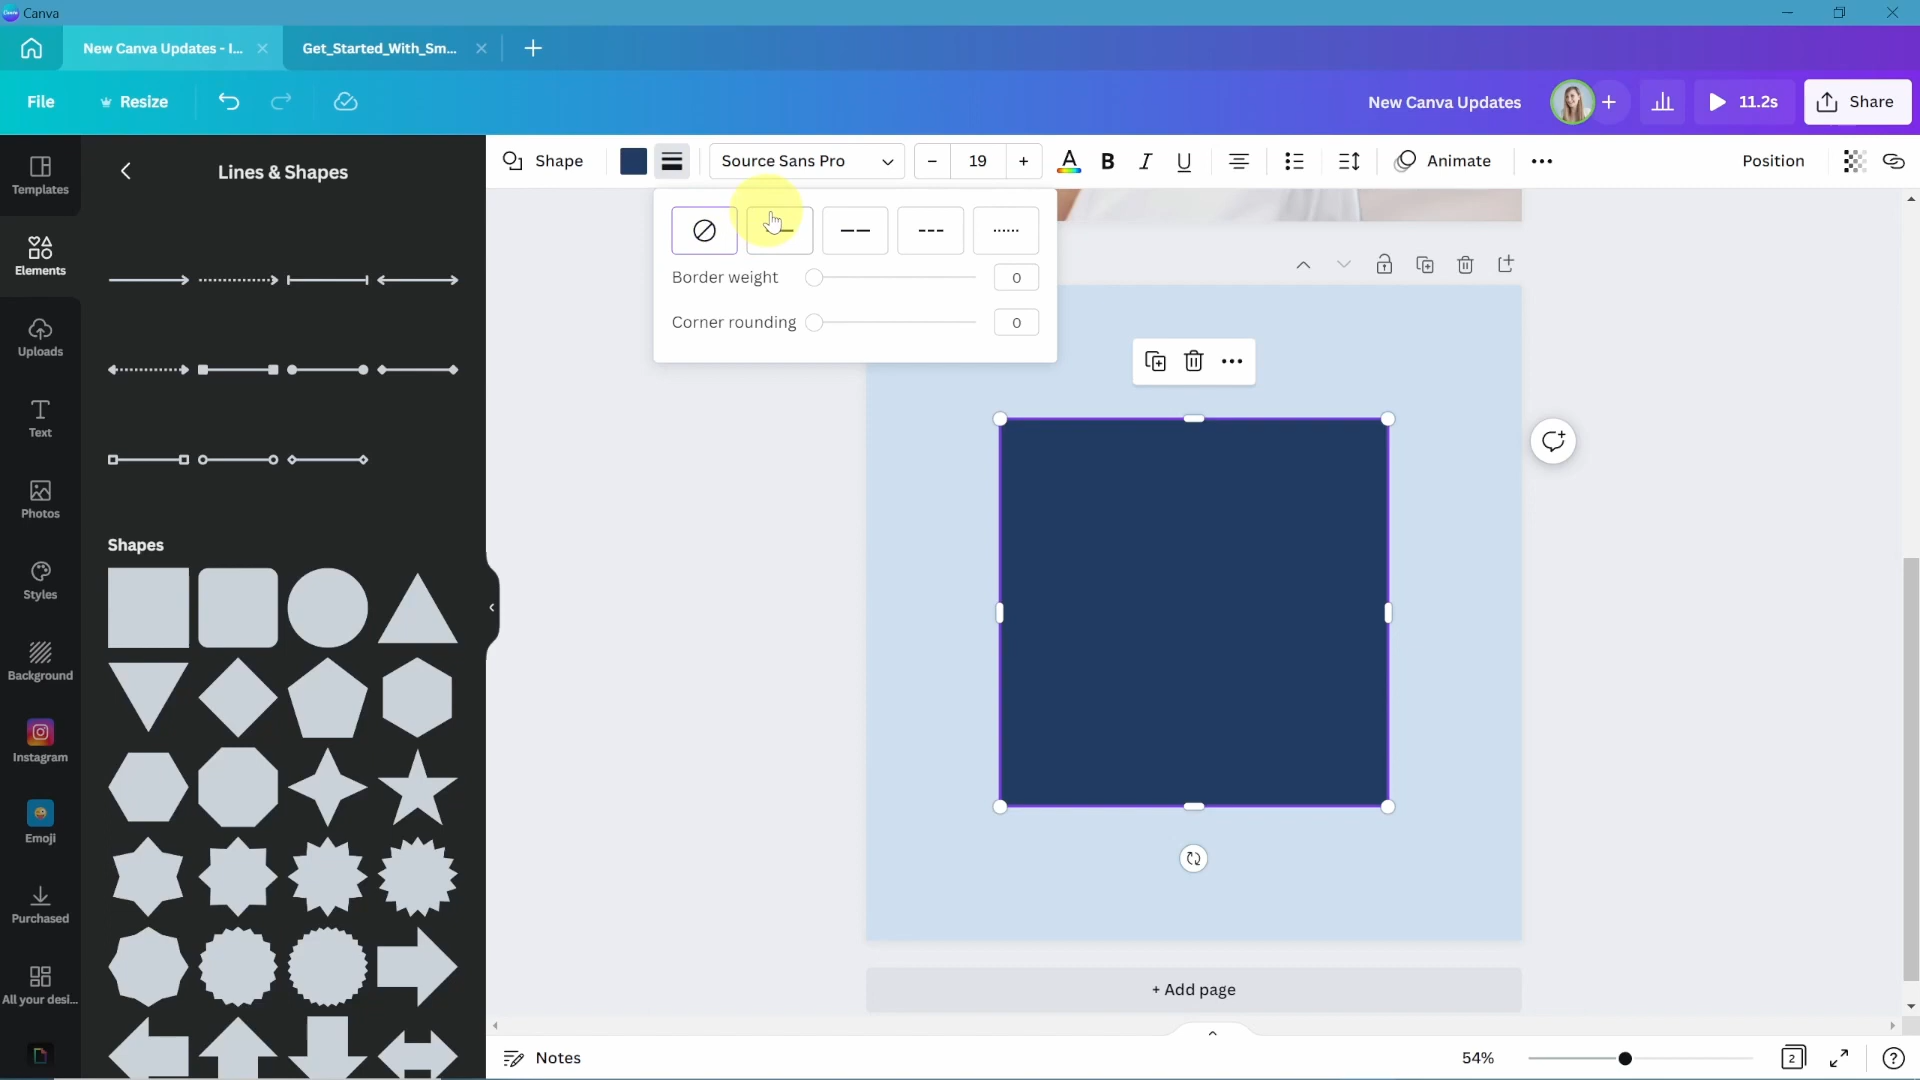 Canva
New Canva Updates - I...
Get_Started_With_Sm...
File
Resize
New Canva Updates
11.2s
Share
Templates
Elements
Uploads
Text
Photos
Styles
Background
Instagram
Emoji
Purchased
All your desi...
Lines & Shapes
Shapes
Shape
Source Sans Pro
19
A
B
I
U
Animate
Position
Border weight
0
Corner rounding
0
+ Add page
Notes
54%
2
?